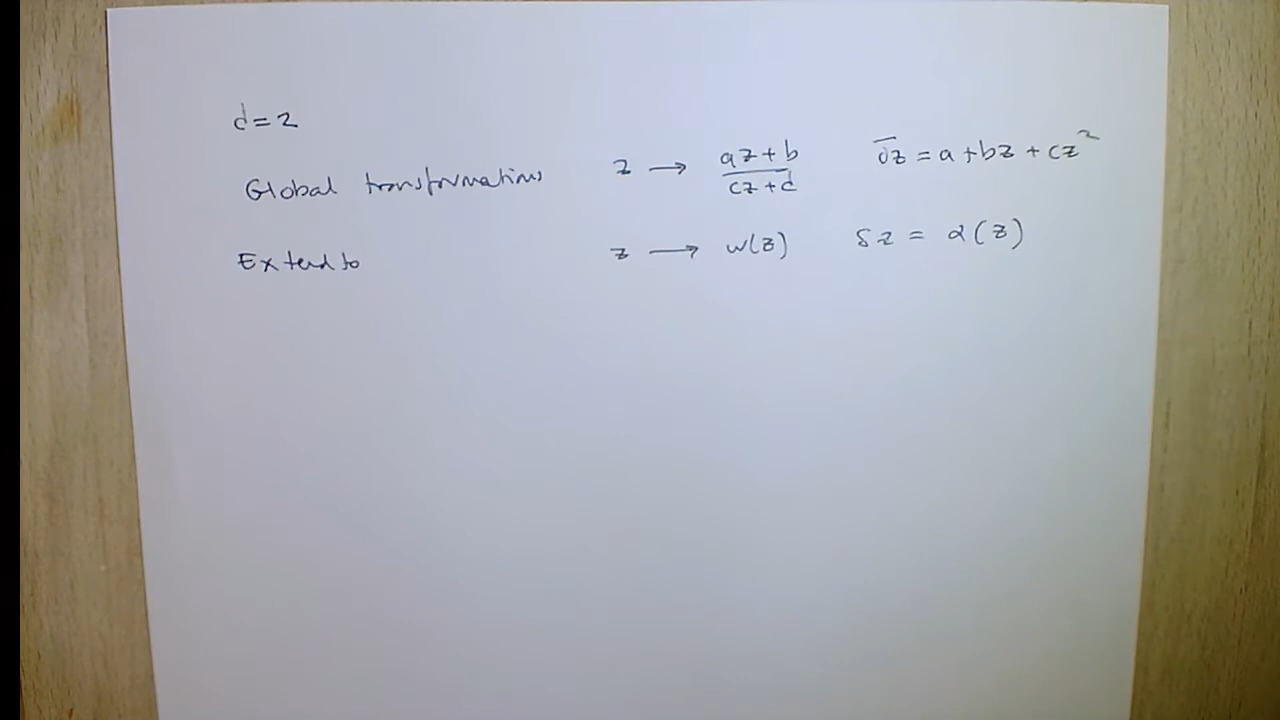 d=2
Global transformations z → (az+b)/(cz+d) δz = a+bz+cz²
Extend to z → w(z) δz = α(z)